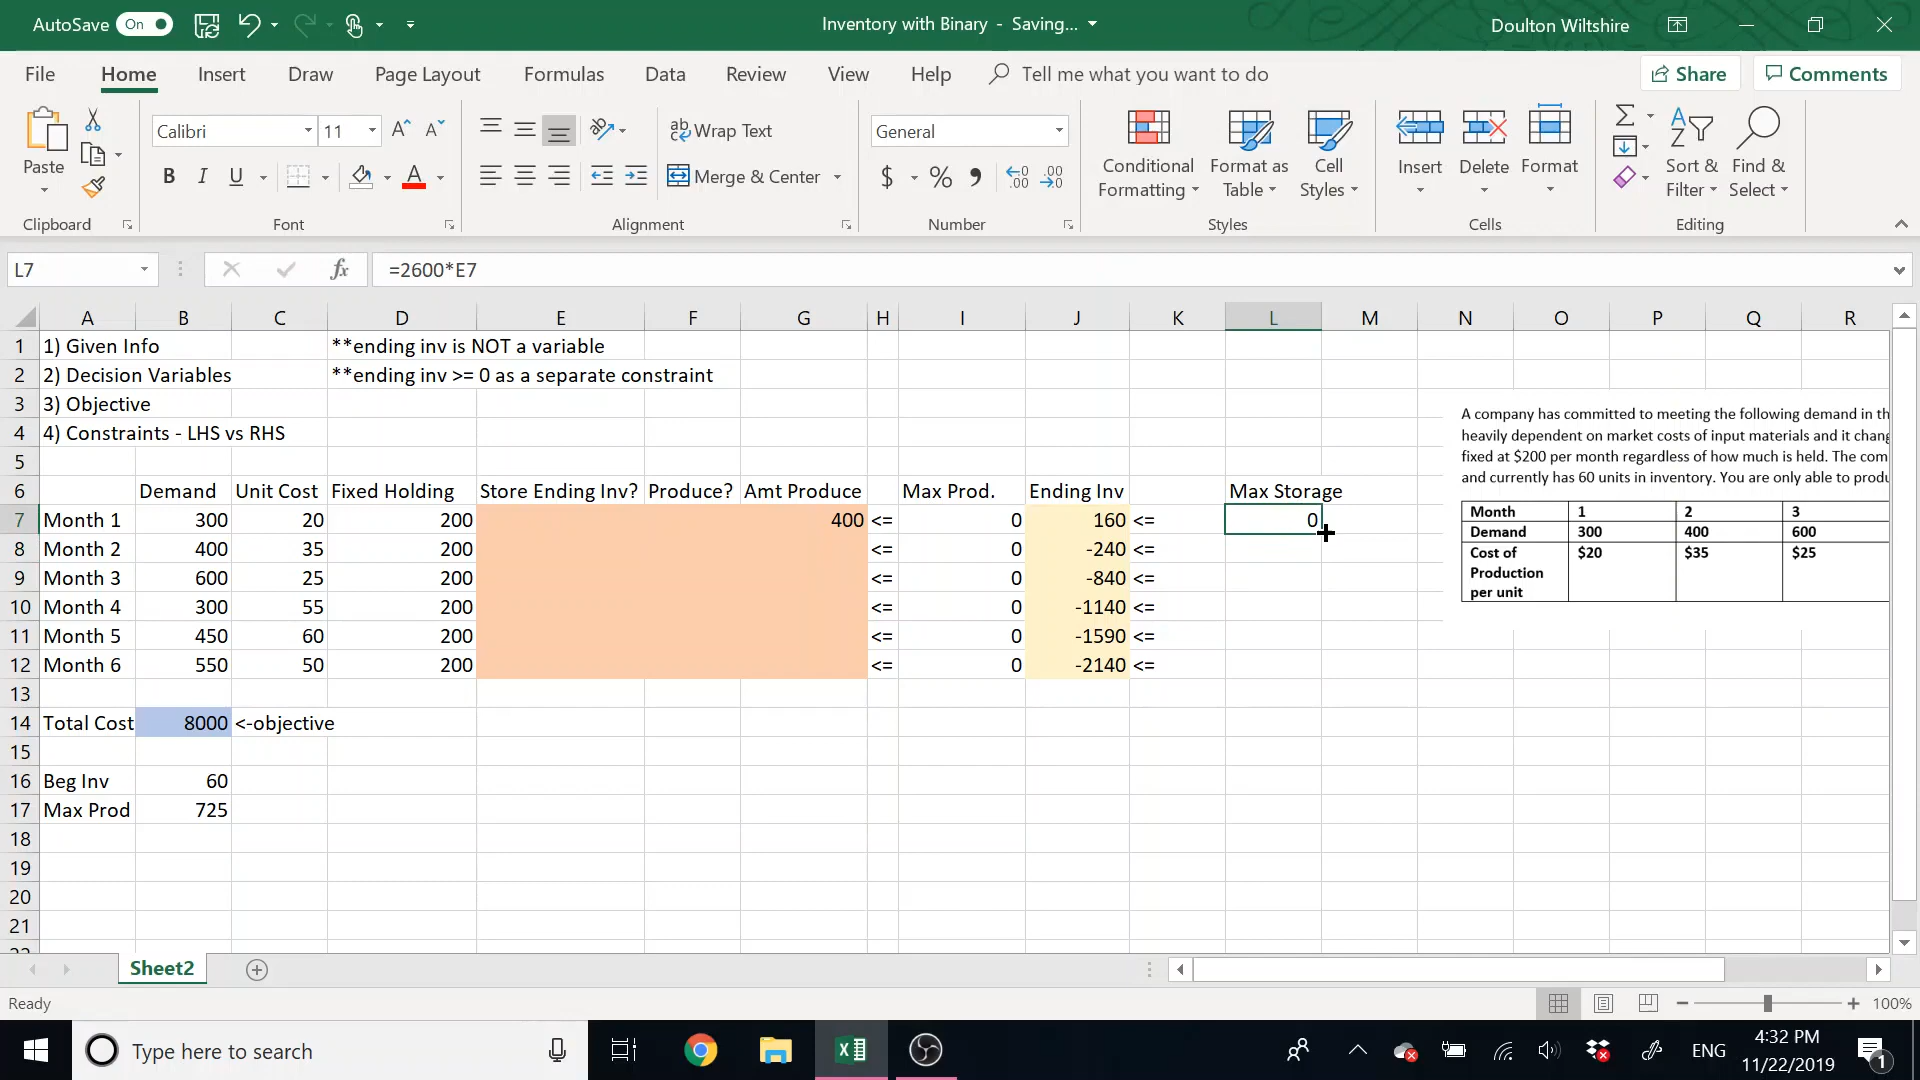 AutoSave On
Inventory with Binary - Saving...
Doulton Wiltshire
File Home Insert Draw Page Layout Formulas Data Review View Help Tell me what you want to do Share Comments
Calibri 11 Wrap Text General
Paste B I U Merge & Center $ % Conditional Formatting Format as Table Cell Styles Insert Delete Format Sort & Filter Find & Select
Clipboard Font Alignment Number Styles Cells Editing
L7 fx =2600*E7
A B C D E F G H I J K L M N O P Q R
1 1) Given Info **ending inv is NOT a variable
2 2) Decision Variables **ending inv >= 0 as a separate constraint
3 3) Objective
4 4) Constraints - LHS vs RHS
5
6 Demand Unit Cost Fixed Holding Store Ending Inv? Produce? Amt Produce Max Prod. Ending Inv Max Storage
7 Month 1 300 20 200 400 <= 0 160 <= 0
8 Month 2 400 35 200 <= 0 -240 <=
9 Month 3 600 25 200 <= 0 -840 <=
10 Month 4 300 55 200 <= 0 -1140 <=
11 Month 5 450 60 200 <= 0 -1590 <=
12 Month 6 550 50 200 <= 0 -2140 <=
13
14 Total Cost 8000 <-objective
15
16 Beg Inv 60
17 Max Prod 725
18
19
20
21
A company has committed to meeting the following demand in th
heavily dependent on market costs of input materials and it chang
fixed at $200 per month regardless of how much is held. The com
and currently has 60 units in inventory. You are only able to produ
Month 1 2 3
Demand 300 400 600
Cost of $20 $35 $25
Production
per unit
Sheet2
Ready 100%
Type here to search
ENG
4:32 PM
11/22/2019
1